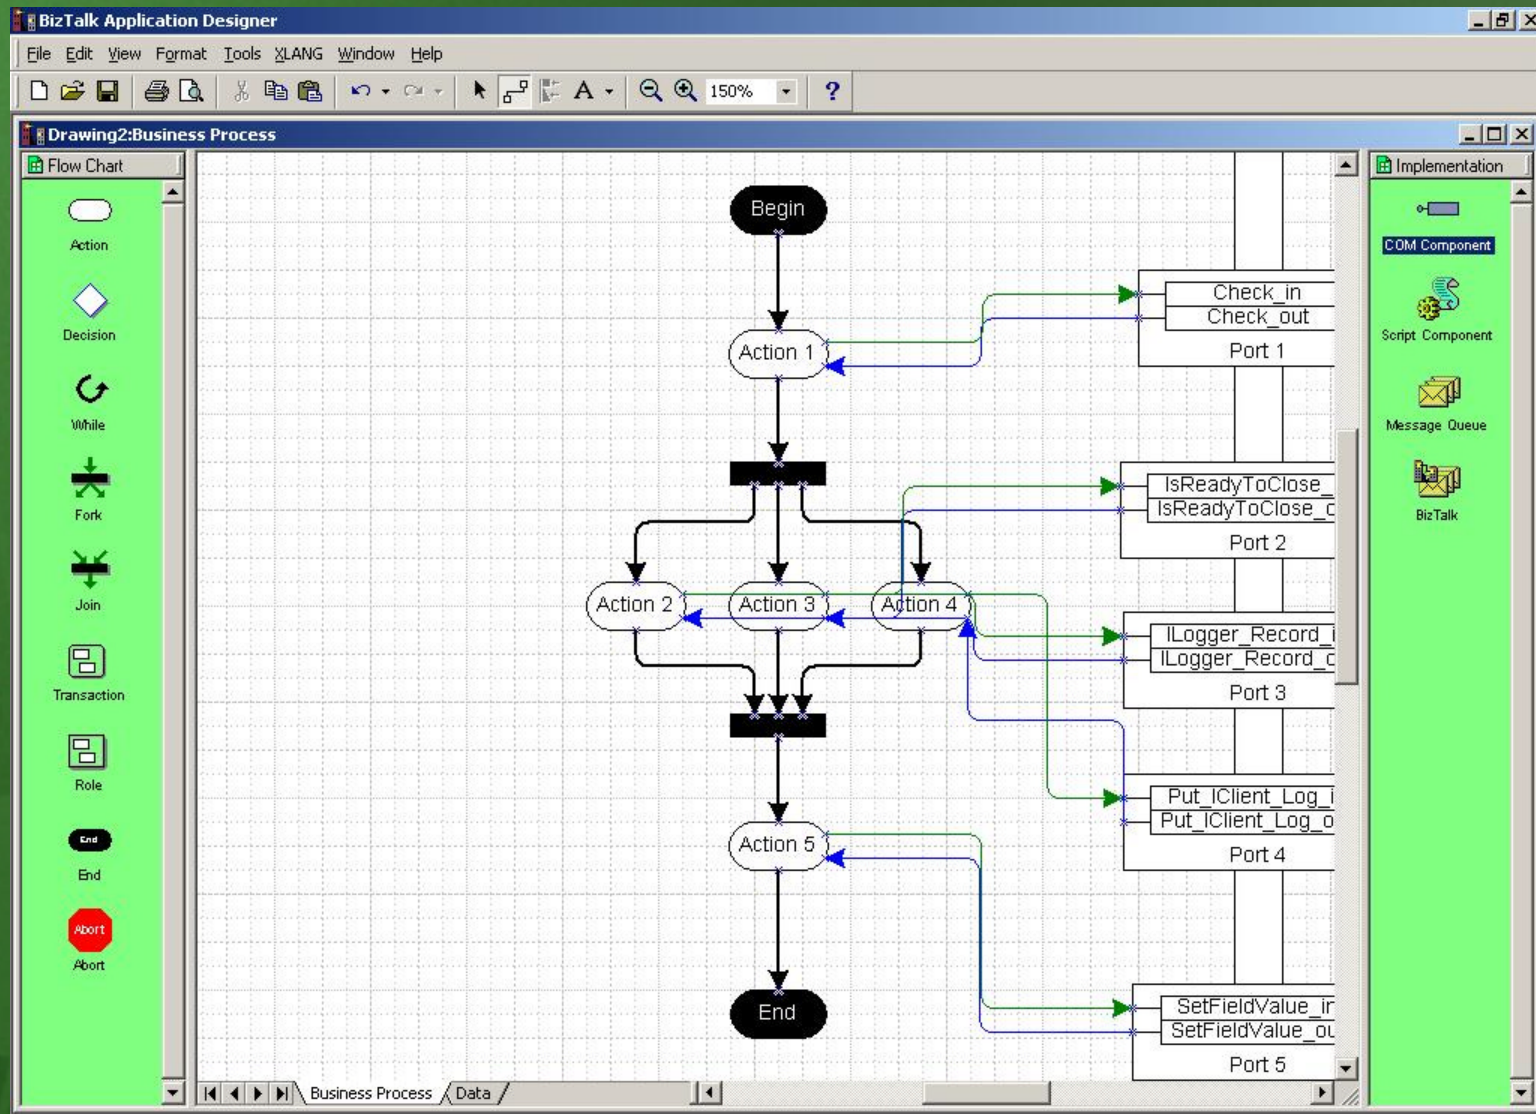 BizTalk Application Designer
File Edit View Format Tools XLANG Window Help
A 150% ?
Drawing2:Business Process
Flow Chart
Action
Decision
While
Fork
Join
Transaction
Role
End
End
Abort
Abort
Begin
Action 1
Action 2
Action 3
Action 4
Action 5
End
Check_in
Check_out
Port 1
IsReadyToClose_
IsReadyToClose_o
Port 2
ILogger_Record_i
ILogger_Record_o
Port 3
Put_IClient_Log_i
Put_IClient_Log_o
Port 4
SetFieldValue_in
SetFieldValue_ou
Port 5
Business Process Data
Implementation
COM Component
Script Component
Message Queue
BizTalk